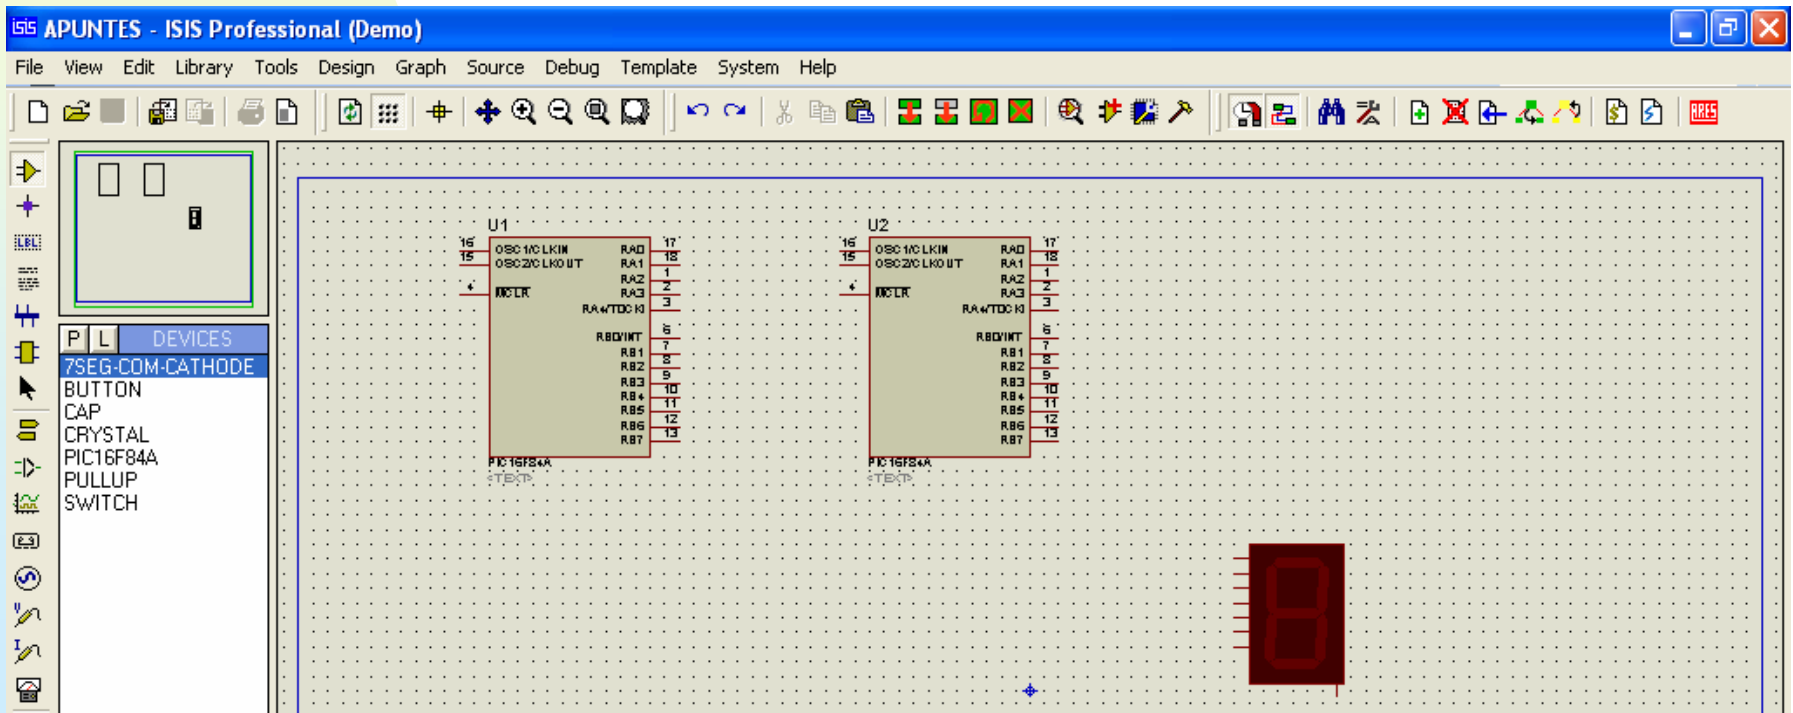 isis APUNTES - ISIS Professional (Demo)
File View Edit Library Tools Design Graph Source Debug Template System Help
ARES
LBL
P L DEVICES
7SEG-COM-CATHODE
BUTTON
CAP
CRYSTAL
PIC16F84A
PULLUP
SWITCH
U1
16 OSC1/CLKIN RA0 17
15 OSC2/CLKOUT RA1 18
RA2 1
4 MCLR RA3 2
RA4/TOCKI 3
RB0/INT 6
RB1 7
RB2 8
RB3 9
RB4 10
RB5 11
RB6 12
RB7 13
PIC16F84A
<TEXT>
U2
16 OSC1/CLKIN RA0 17
15 OSC2/CLKOUT RA1 18
RA2 1
4 MCLR RA3 2
RA4/TOCKI 3
RB0/INT 6
RB1 7
RB2 8
RB3 9
RB4 10
RB5 11
RB6 12
RB7 13
PIC16F84A
<TEXT>